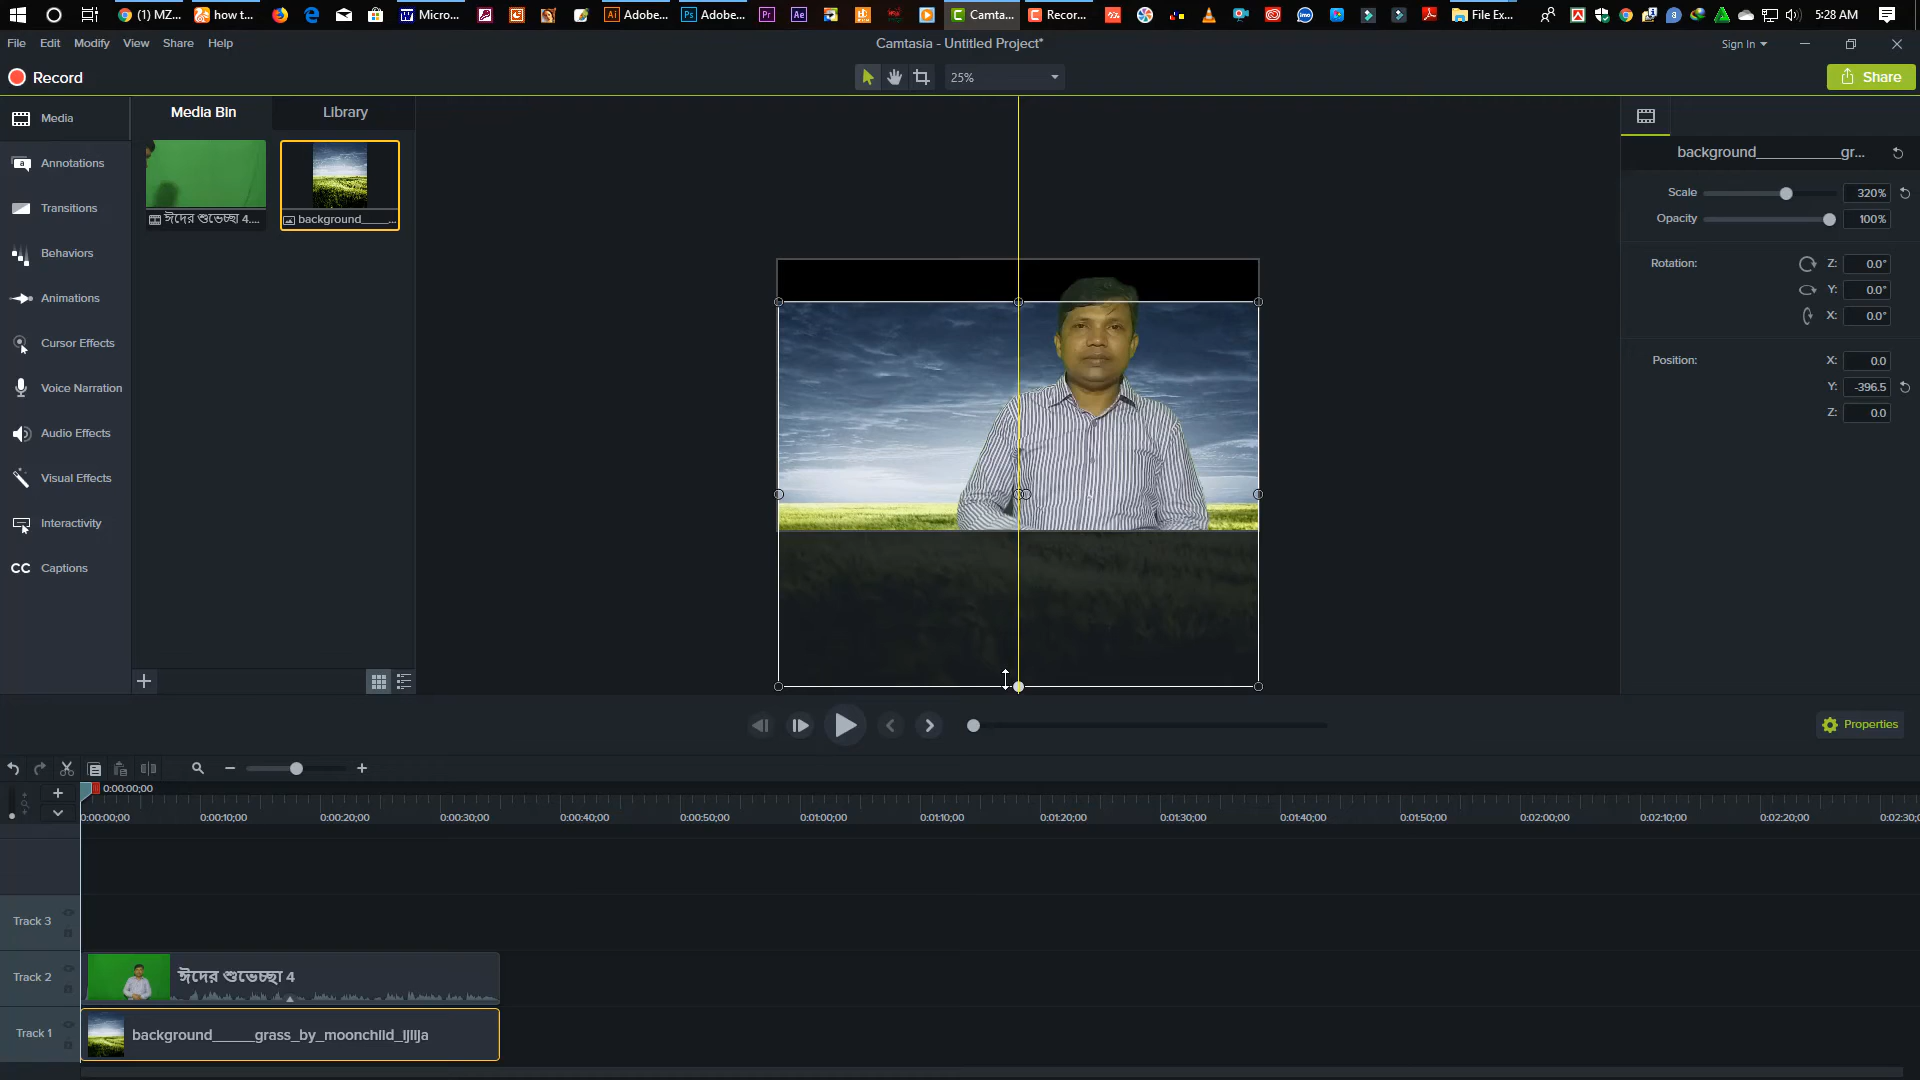 (1) MZ...
how t...
Micro...
Adobe...
Adobe...
Camta...
Recor...
File Ex...
5:28 AM
File Edit Modify View Share Help
Camtasia - Untitled Project*
Sign In
Record
25%
Share
Media
Media Bin
Library
Annotations
Transitions
Behaviors
Animations
Cursor Effects
Voice Narration
Audio Effects
Visual Effects
Interactivity
CC Captions
ঈদের শুভেচ্ছা 4....
background_____...
background__________gr...
Scale 320%
Opacity 100%
Rotation: Z: 0.0°
Y: 0.0°
X: 0.0°
Position: X: 0.0
Y: -396.5
Z: 0.0
Properties
0:00:00;00
0:00:00;00 0:00:10;00 0:00:20;00 0:00:30;00 0:00:40;00 0:00:50;00 0:01:00;00 0:01:10;00 0:01:20;00 0:01:30;00 0:01:40;00 0:01:50;00 0:02:00;00 0:02:10;00 0:02:20;00 0:02:30;0
Track 3
Track 2
ঈদের শুভেচ্ছা 4
Track 1
background______grass_by_moonchild_ljlija